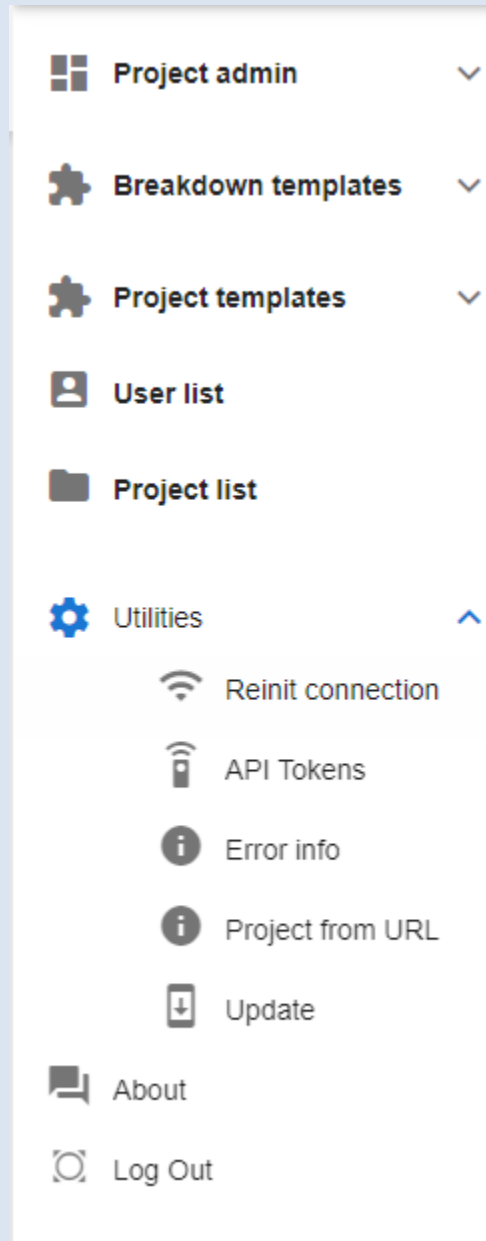 Project admin
Breakdown templates
Project templates
User list
Project list
Utilities
Reinit connection
API Tokens
Error info
Project from URL
Update
About
Log Out